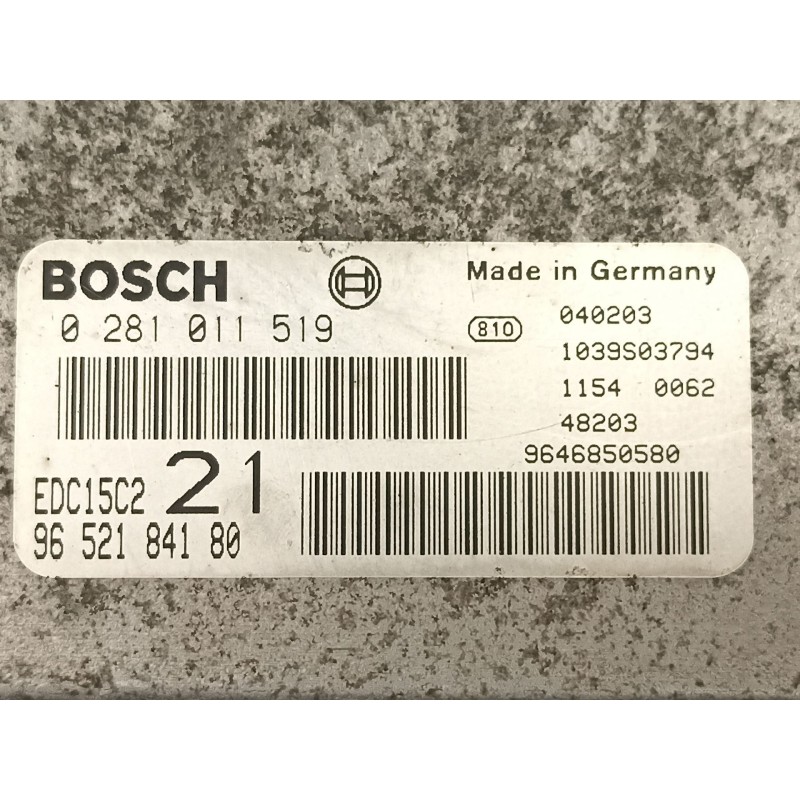 BOSCH
Made in Germany
0 281 011 519
810
040203
1039S03794
1154 0062
48203
9646850580
EDC15C2 21
96 521 841 80